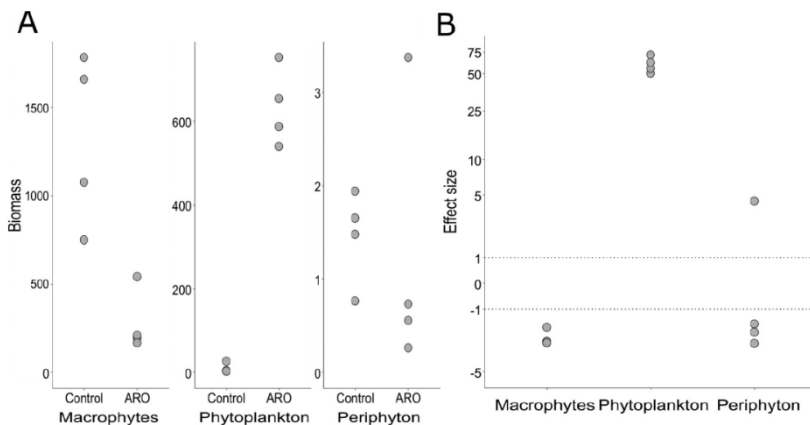 A
B
Biomass
1500
1000
500
0
600
400
200
0
3
2
1
0
Control ARO
Control ARO
Control ARO
Macrophytes
Phytoplankton
Periphyton
Effect size
75
50
25
10
5
1
0
-1
-5
Macrophytes Phytoplankton Periphyton